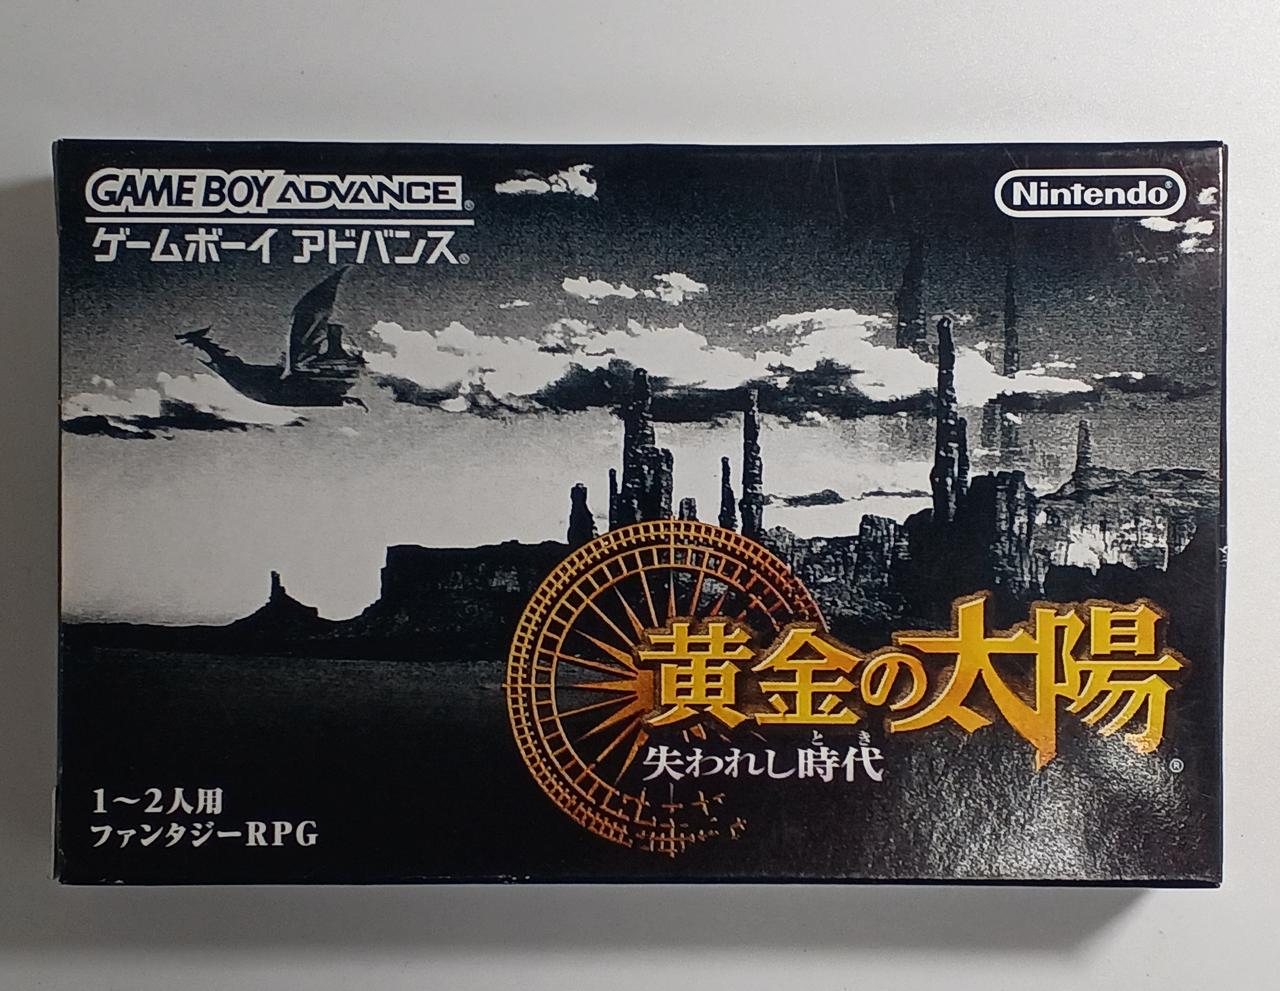 GAME BOY ADVANCE®
ゲームボーイ アドバンス®
Nintendo®
黄金の太陽®
失われし時代
とき
1～2人用
ファンタジーRPG